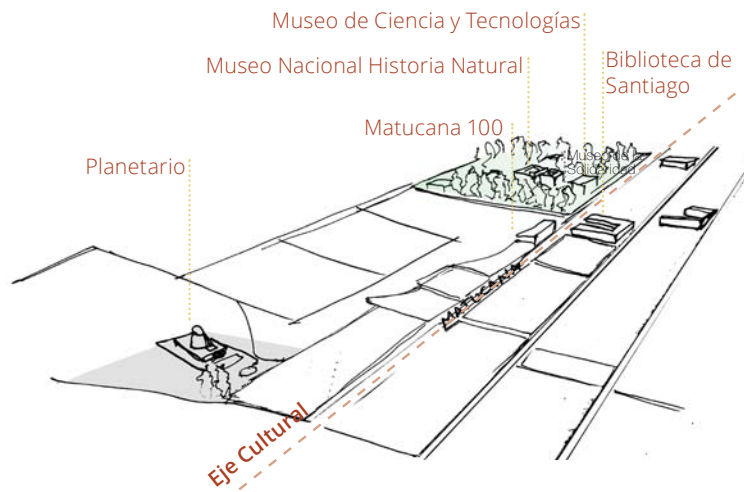 Museo de Ciencia y Tecnologías
Museo Nacional Historia Natural
Biblioteca de
Santiago
Matucana 100
Museo de la
Solidaridad
Planetario
MATUCANA
Eje Cultural